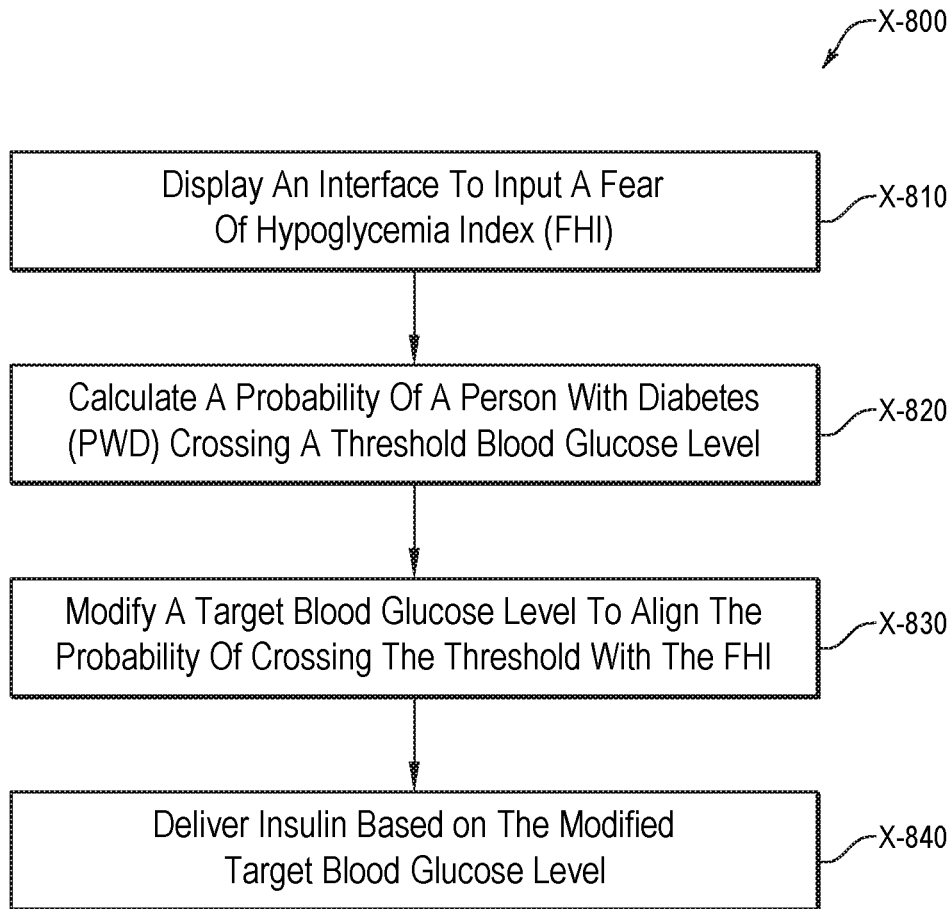 X-800
Display An Interface To Input A Fear
Of Hypoglycemia Index (FHI)
X-810
Calculate A Probability Of A Person With Diabetes
(PWD) Crossing A Threshold Blood Glucose Level
X-820
Modify A Target Blood Glucose Level To Align The
Probability Of Crossing The Threshold With The FHI
X-830
Deliver Insulin Based on The Modified
Target Blood Glucose Level
X-840